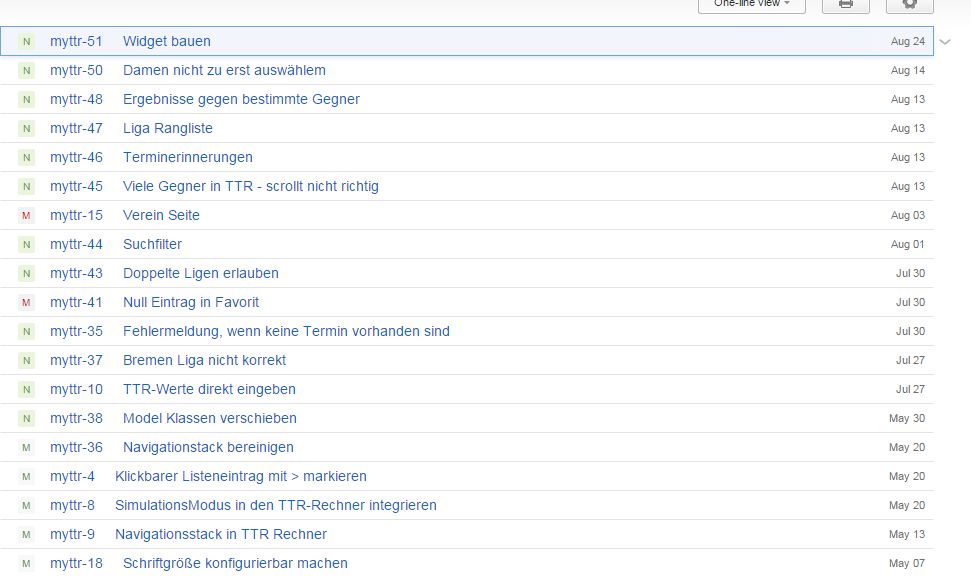 One-line view
N myttr-51 Widget bauen Aug 24
N myttr-50 Damen nicht zu erst auswählem Aug 14
N myttr-48 Ergebnisse gegen bestimmte Gegner Aug 13
N myttr-47 Liga Rangliste Aug 13
N myttr-46 Terminerinnerungen Aug 13
N myttr-45 Viele Gegner in TTR - scrollt nicht richtig Aug 13
M myttr-15 Verein Seite Aug 03
N myttr-44 Suchfilter Aug 01
N myttr-43 Doppelte Ligen erlauben Jul 30
M myttr-41 Null Eintrag in Favorit Jul 30
N myttr-35 Fehlermeldung, wenn keine Termin vorhanden sind Jul 30
N myttr-37 Bremen Liga nicht korrekt Jul 27
N myttr-10 TTR-Werte direkt eingeben Jul 27
N myttr-38 Model Klassen verschieben May 30
M myttr-36 Navigationstack bereinigen May 20
M myttr-4 Klickbarer Listeneintrag mit > markieren May 20
M myttr-8 SimulationsModus in den TTR-Rechner integrieren May 20
M myttr-9 Navigationsstack in TTR Rechner May 13
M myttr-18 Schriftgröße konfigurierbar machen May 07